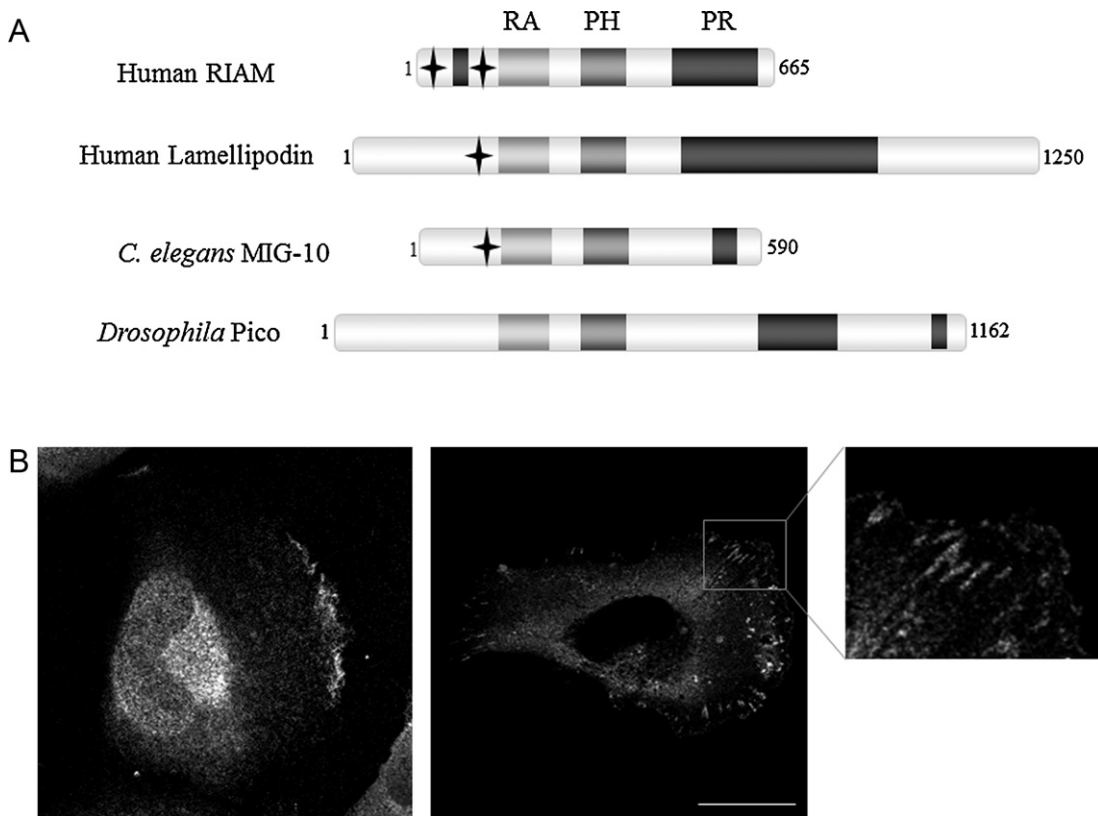 A
RA PH PR
Human RIAM 1 665
Human Lamellipodin 1 1250
C. elegans MIG-10 1 590
Drosophila Pico 1 1162
B